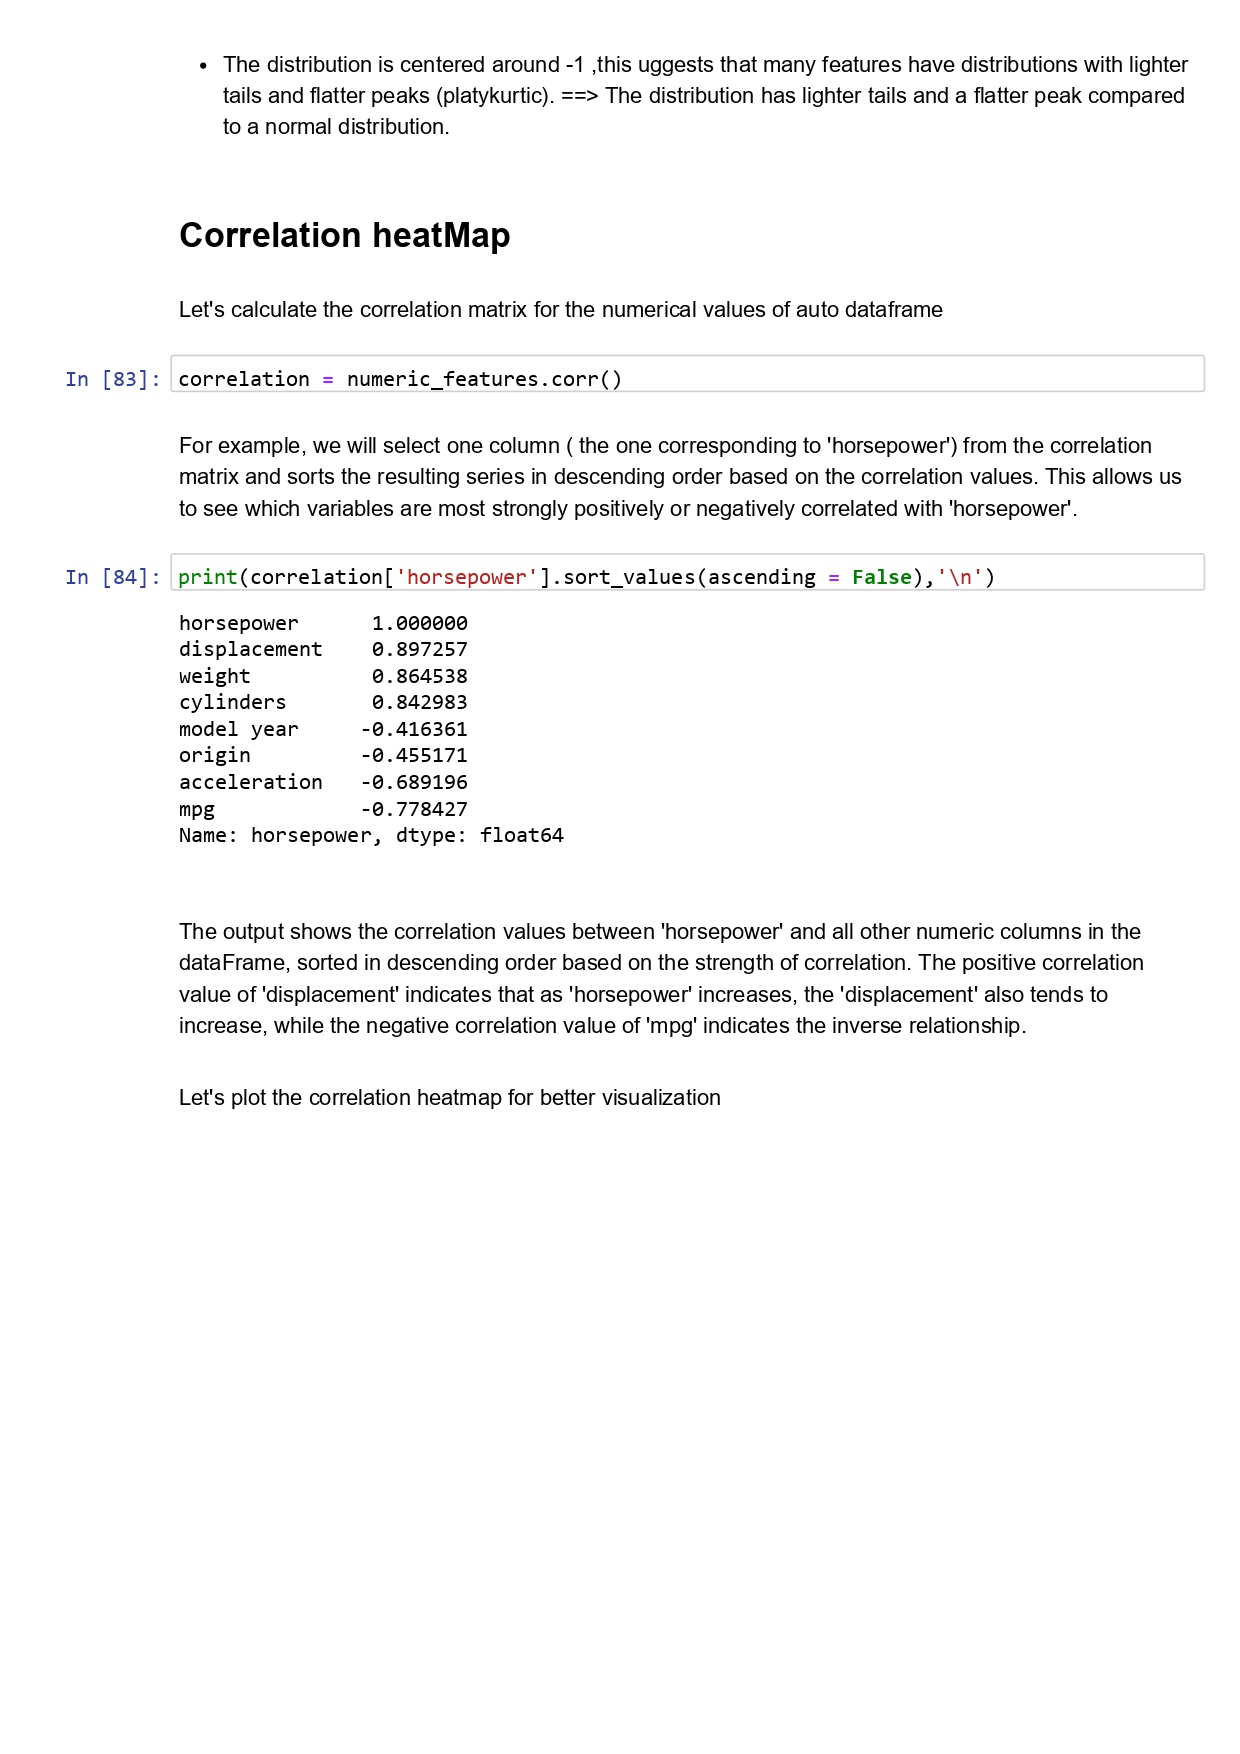 • The distribution is centered around -1 ,this uggests that many features have distributions with lighter
tails and flatter peaks (platykurtic). ==> The distribution has lighter tails and a flatter peak compared
to a normal distribution.
Correlation heatMap
Let's calculate the correlation matrix for the numerical values of auto dataframe
In [83]: correlation = numeric_features.corr()
For example, we will select one column ( the one corresponding to 'horsepower') from the correlation
matrix and sorts the resulting series in descending order based on the correlation values. This allows us
to see which variables are most strongly positively or negatively correlated with 'horsepower'.
In [84]: print(correlation['horsepower'].sort_values(ascending = False),'\n')
horsepower      1.000000
displacement    0.897257
weight          0.864538
cylinders       0.842983
model year     -0.416361
origin         -0.455171
acceleration   -0.689196
mpg            -0.778427
Name: horsepower, dtype: float64
The output shows the correlation values between 'horsepower' and all other numeric columns in the
dataFrame, sorted in descending order based on the strength of correlation. The positive correlation
value of 'displacement' indicates that as 'horsepower' increases, the 'displacement' also tends to
increase, while the negative correlation value of 'mpg' indicates the inverse relationship.
Let's plot the correlation heatmap for better visualization